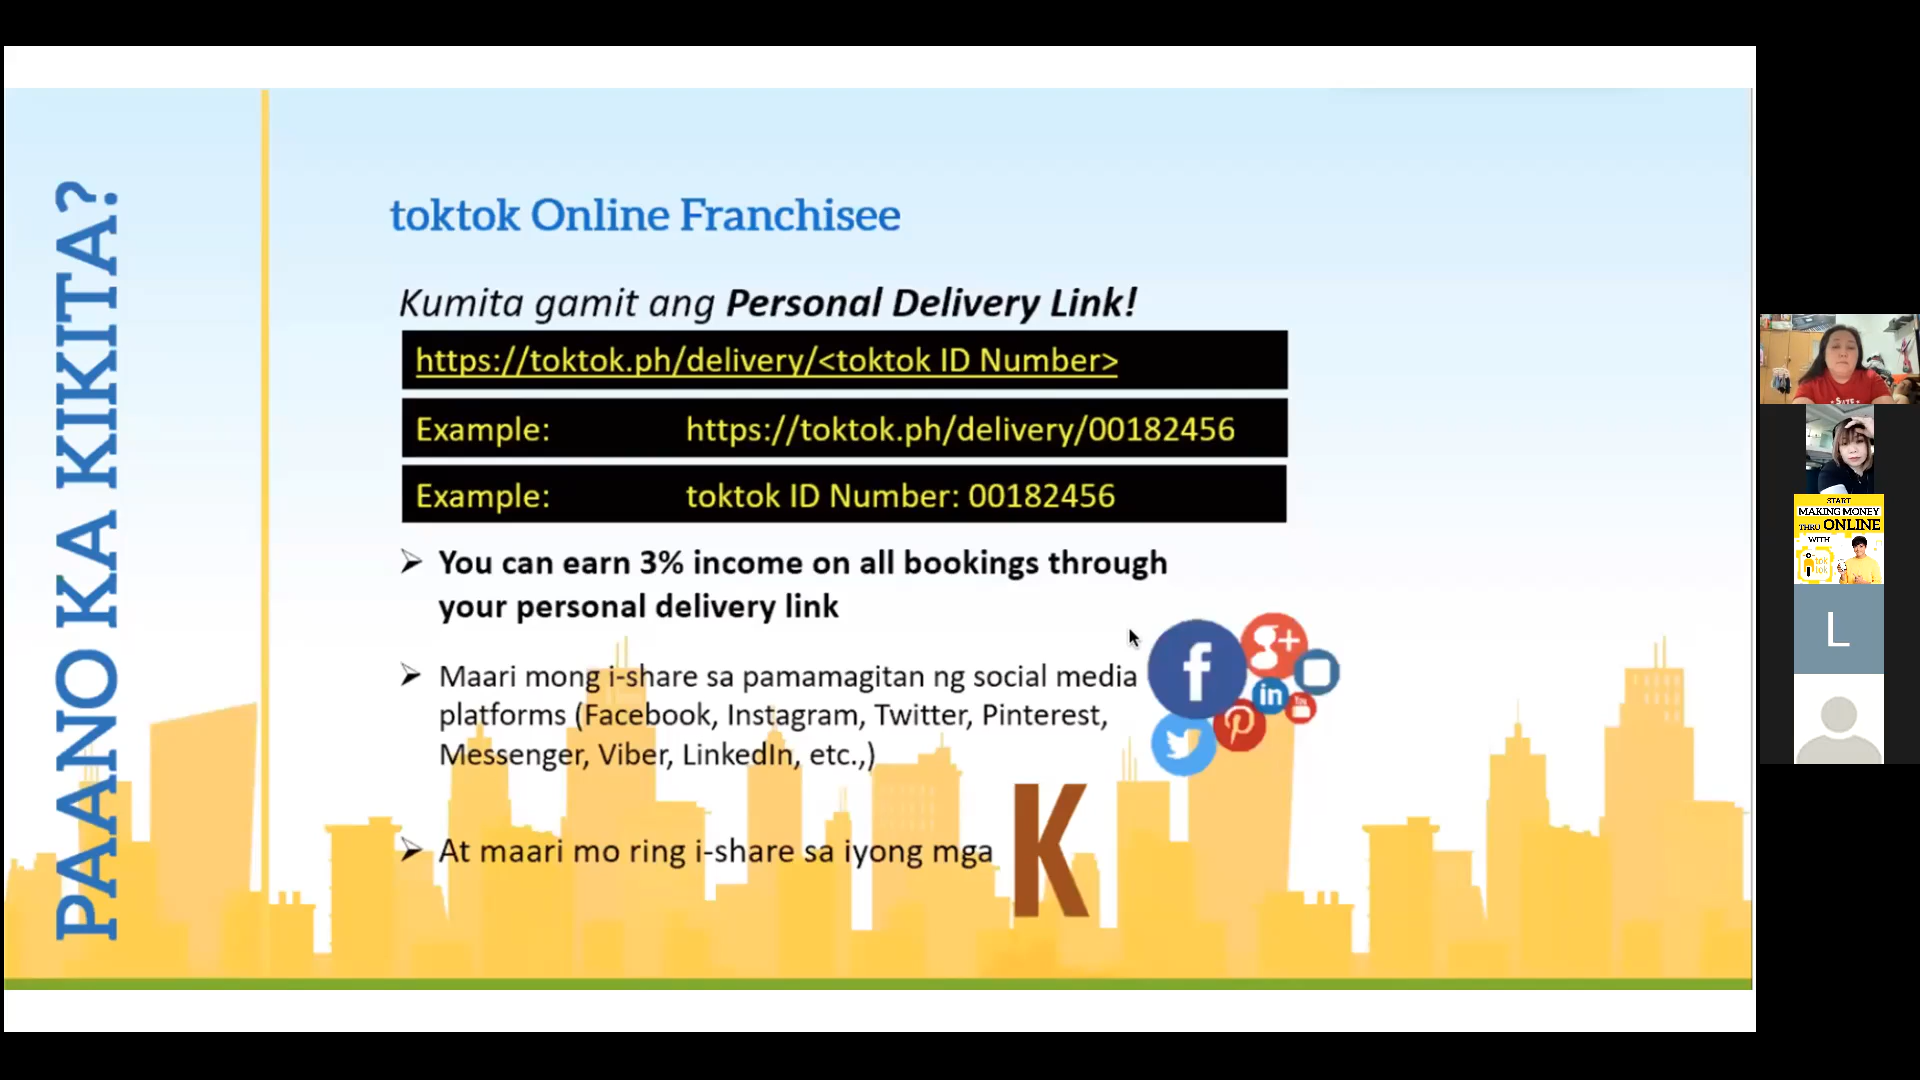 PAANO KA KIKITA?
toktok Online Franchisee
Kumita gamit ang Personal Delivery Link!
https://toktok.ph/delivery/<toktok ID Number>
Example: https://toktok.ph/delivery/00182456
Example: toktok ID Number: 00182456
You can earn 3% income on all bookings through
your personal delivery link
Maari mong i-share sa pamamagitan ng social media
platforms (Facebook, Instagram, Twitter, Pinterest,
Messenger, Viber, LinkedIn, etc.,)
At maari mo ring i-share sa iyong mga
K
f
g+
in
START
MAKING MONEY
THRU ONLINE
WITH
tok
tok
L